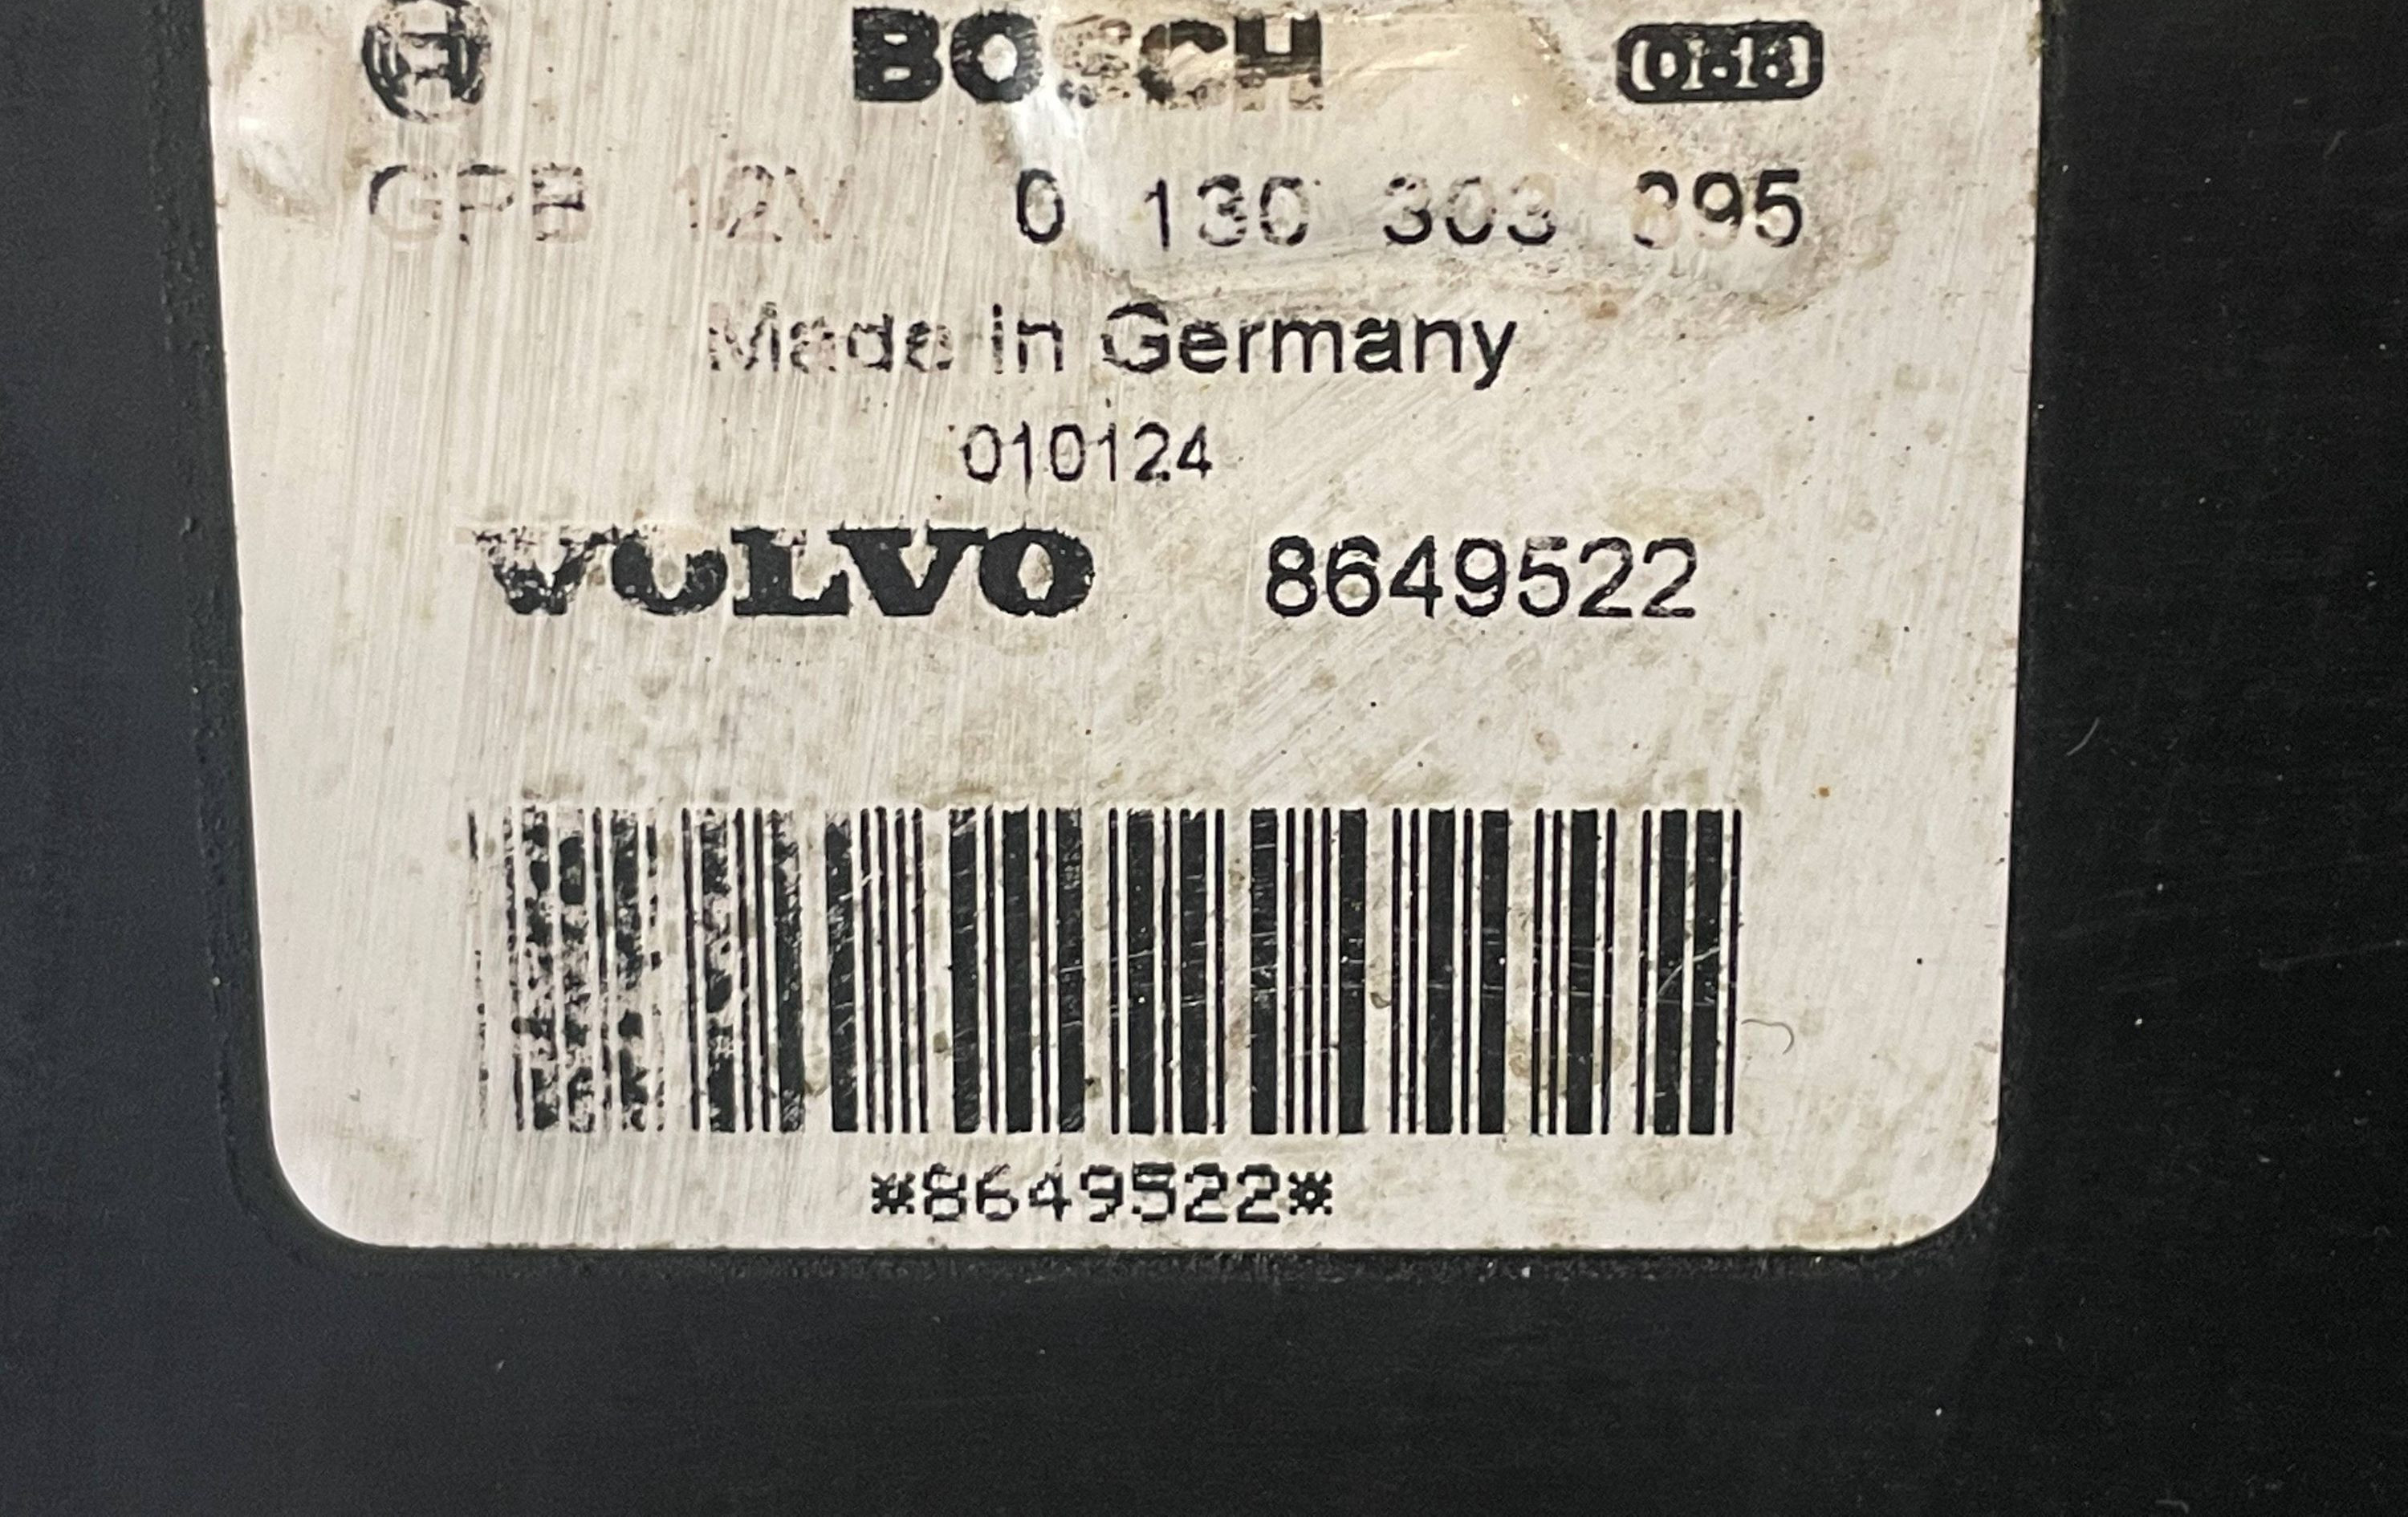 BOSCH
GPB 12V 0 130 303 895
Made in Germany
010124
VOLVO 8649522
*8649522*